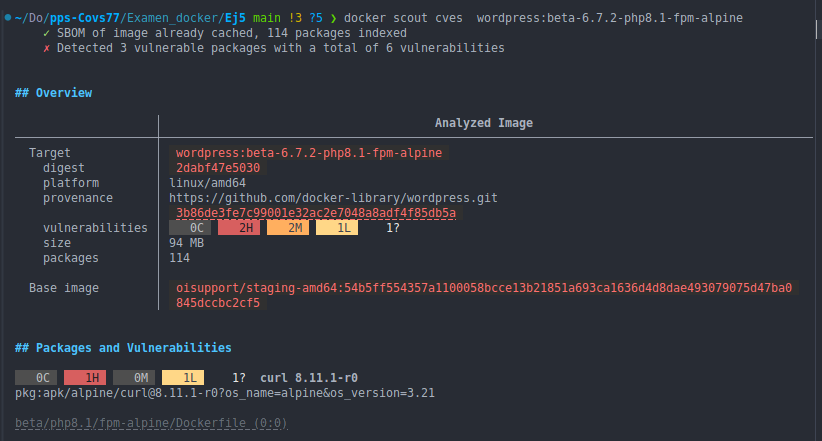 ~/Do/pps-Covs77/Examen_docker/Ej5 main !3 ?5 ❯ docker scout cves  wordpress:beta-6.7.2-php8.1-fpm-alpine
✓ SBOM of image already cached, 114 packages indexed
✗ Detected 3 vulnerable packages with a total of 6 vulnerabilities
## Overview
Analyzed Image
Target wordpress:beta-6.7.2-php8.1-fpm-alpine
digest 2dabf47e5030
platform linux/amd64
provenance https://github.com/docker-library/wordpress.git
3b86de3fe7c99001e32ac2e7048a8adf4f85db5a
vulnerabilities 0C 2H 2M 1L 1?
size 94 MB
packages 114
Base image oisupport/staging-amd64:54b5ff554357a1100058bcce13b21851a693ca1636d4d8dae493079075d47ba0
845dccbc2cf5
## Packages and Vulnerabilities
0C 1H 0M 1L 1? curl 8.11.1-r0
pkg:apk/alpine/curl@8.11.1-r0?os_name=alpine&os_version=3.21
beta/php8.1/fpm-alpine/Dockerfile (0:0)